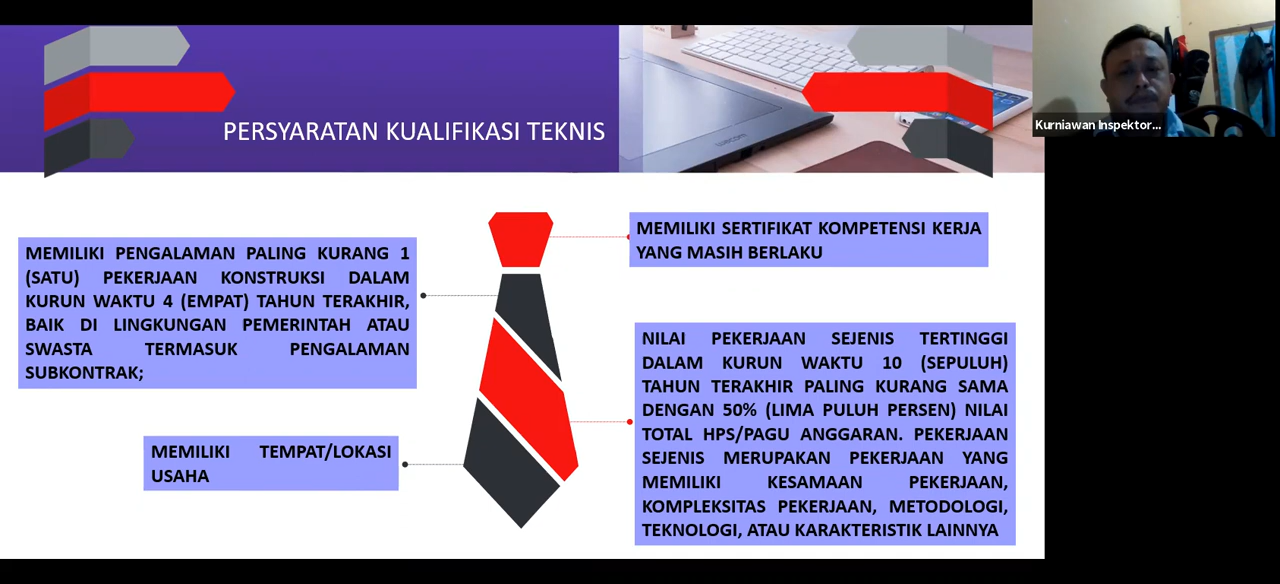 PERSYARATAN KUALIFIKASI TEKNIS
Kurniawan Inspektor...
MEMILIKI PENGALAMAN PALING KURANG 1
(SATU) PEKERJAAN KONSTRUKSI DALAM
KURUN WAKTU 4 (EMPAT) TAHUN TERAKHIR,
BAIK DI LINGKUNGAN PEMERINTAH ATAU
SWASTA TERMASUK PENGALAMAN
SUBKONTRAK;
MEMILIKI TEMPAT/LOKASI
USAHA
MEMILIKI SERTIFIKAT KOMPETENSI KERJA
YANG MASIH BERLAKU
NILAI PEKERJAAN SEJENIS TERTINGGI
DALAM KURUN WAKTU 10 (SEPULUH)
TAHUN TERAKHIR PALING KURANG SAMA
DENGAN 50% (LIMA PULUH PERSEN) NILAI
TOTAL HPS/PAGU ANGGARAN. PEKERJAAN
SEJENIS MERUPAKAN PEKERJAAN YANG
MEMILIKI KESAMAAN PEKERJAAN,
KOMPLEKSITAS PEKERJAAN, METODOLOGI,
TEKNOLOGI, ATAU KARAKTERISTIK LAINNYA